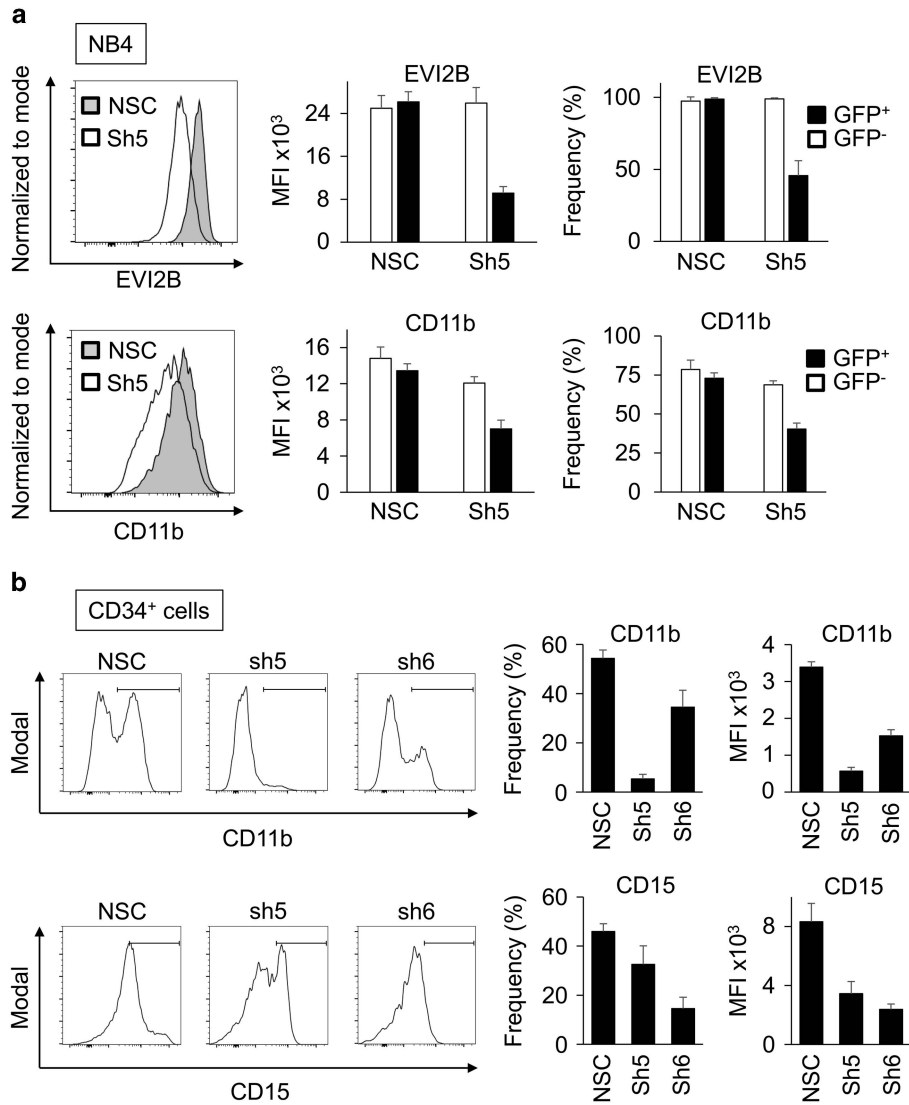 a
NB4
Normalized to mode
NSC
Sh5
EVI2B
EVI2B
MFI x10³
24
16
8
0
NSC Sh5
EVI2B
Frequency (%)
100
50
0
NSC Sh5
GFP⁺
GFP⁻
Normalized to mode
NSC
Sh5
CD11b
CD11b
MFI x10³
16
12
8
4
0
NSC Sh5
CD11b
Frequency (%)
100
75
50
25
0
NSC Sh5
GFP⁺
GFP⁻
b
CD34⁺ cells
NSC sh5 sh6
Modal
CD11b
CD11b
Frequency (%)
60
40
20
0
NSC Sh5 Sh6
CD11b
MFI x10³
4
3
2
1
0
NSC Sh5 Sh6
NSC sh5 sh6
Modal
CD15
CD15
Frequency (%)
60
40
20
0
NSC Sh5 Sh6
CD15
MFI x10³
8
4
0
NSC Sh5 Sh6